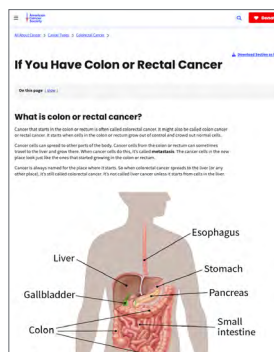 American
Cancer
Society
Donate
All About Cancer > Cancer Types > Colorectal Cancer >
Download Section as
If You Have Colon or Rectal Cancer
On this page [show]
What is colon or rectal cancer?
Cancer that starts in the colon or rectum is often called colorectal cancer. It might also be called colon cancer
or rectal cancer. It starts when cells in the colon or rectum grow out of control and crowd out normal cells.
Cancer cells can spread to other parts of the body. Cancer cells from the colon or rectum can sometimes
travel to the liver and grow there. When cancer cells do this, it's called metastasis. The cancer cells in the new
place look just like the ones that started growing in the colon or rectum.
Cancer is always named for the place where it starts. So when colorectal cancer spreads to the liver (or any
other place), it's still called colorectal cancer. It's not called liver cancer unless it starts from cells in the liver.
Esophagus
Liver
Stomach
Gallbladder
Pancreas
Small
intestine
Colon